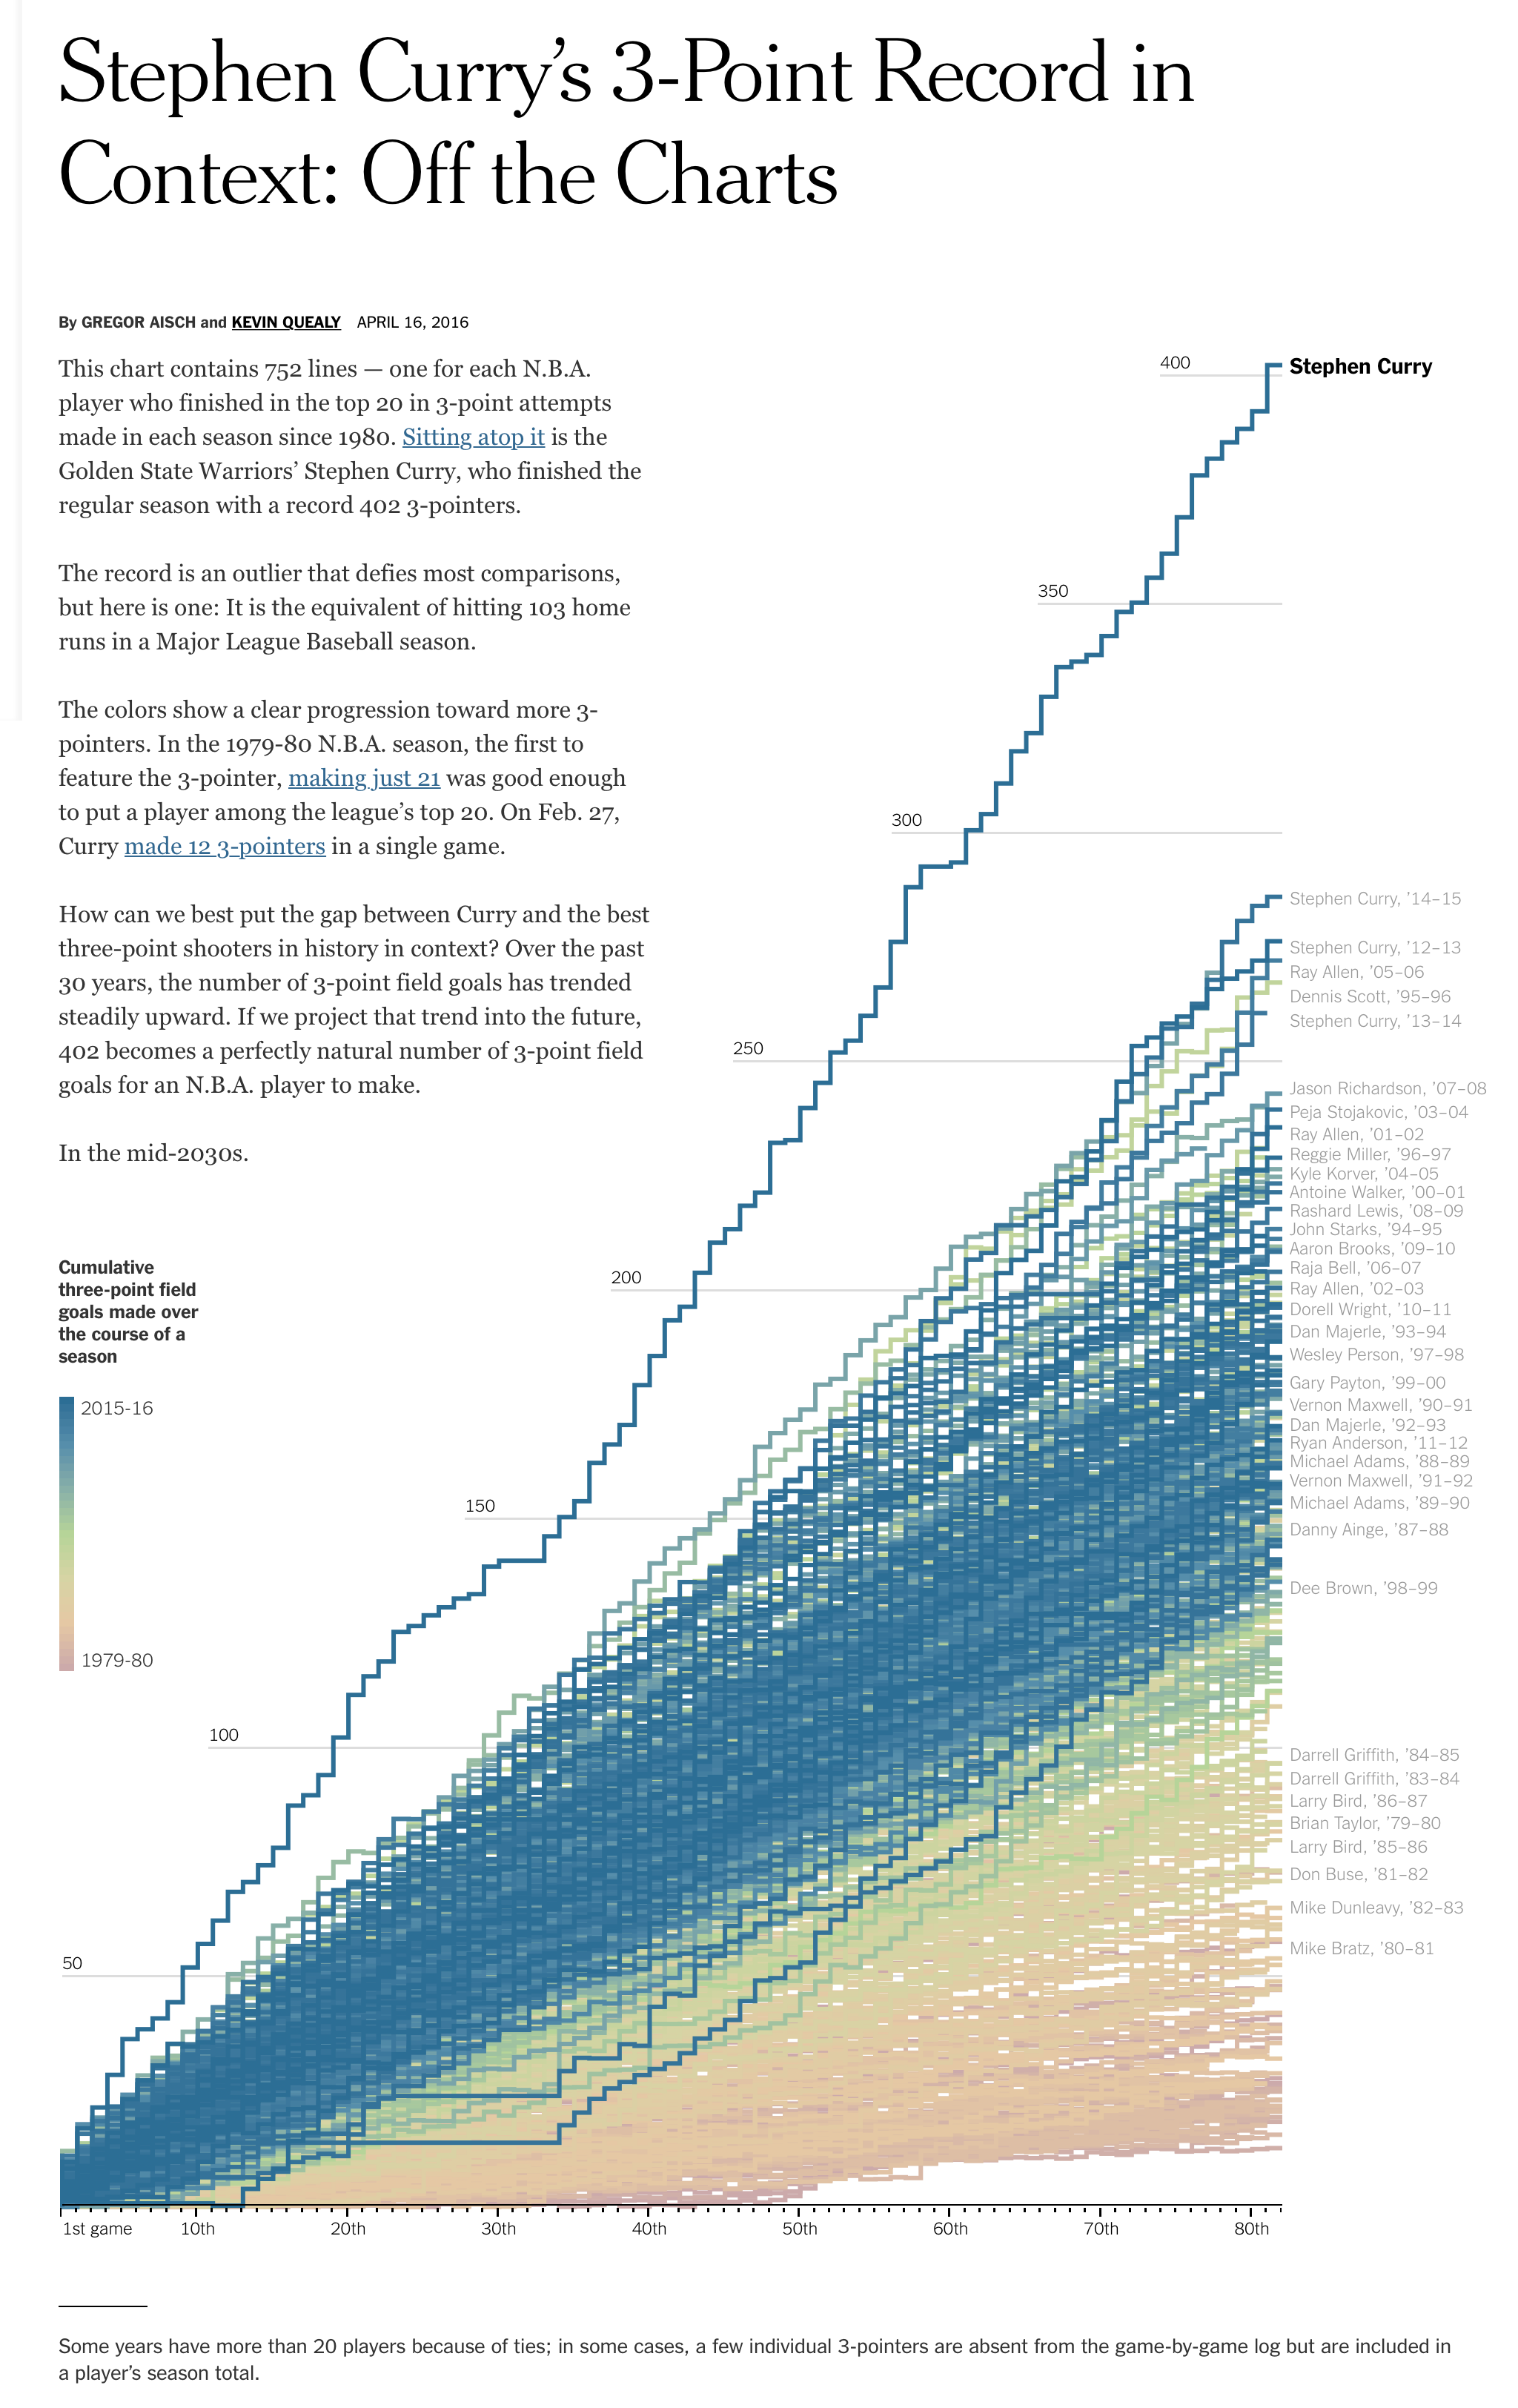 Stephen Curry’s 3-Point Record in
Context: Off the Charts
By GREGOR AISCH and KEVIN QUEALY APRIL 16, 2016
This chart contains 752 lines — one for each N.B.A.
player who finished in the top 20 in 3-point attempts
made in each season since 1980. Sitting atop it is the
Golden State Warriors’ Stephen Curry, who finished the
regular season with a record 402 3-pointers.
The record is an outlier that defies most comparisons,
but here is one: It is the equivalent of hitting 103 home
runs in a Major League Baseball season.
The colors show a clear progression toward more 3-
pointers. In the 1979-80 N.B.A. season, the first to
feature the 3-pointer, making just 21 was good enough
to put a player among the league’s top 20. On Feb. 27,
Curry made 12 3-pointers in a single game.
How can we best put the gap between Curry and the best
three-point shooters in history in context? Over the past
30 years, the number of 3-point field goals has trended
steadily upward. If we project that trend into the future,
402 becomes a perfectly natural number of 3-point field
goals for an N.B.A. player to make.
In the mid-2030s.
Cumulative
three-point field
goals made over
the course of a
season
2015-16
1979-80
400
350
300
250
200
150
100
50
Stephen Curry
Stephen Curry, ’14–15
Stephen Curry, ’12–13
Ray Allen, ’05–06
Dennis Scott, ’95–96
Stephen Curry, ’13–14
Jason Richardson, ’07–08
Peja Stojakovic, ’03–04
Ray Allen, ’01–02
Reggie Miller, ’96–97
Kyle Korver, ’04–05
Antoine Walker, ’00–01
Rashard Lewis, ’08–09
John Starks, ’94–95
Aaron Brooks, ’09–10
Raja Bell, ’06–07
Ray Allen, ’02–03
Dorell Wright, ’10–11
Dan Majerle, ’93–94
Wesley Person, ’97–98
Gary Payton, ’99–00
Vernon Maxwell, ’90–91
Dan Majerle, ’92–93
Ryan Anderson, ’11–12
Michael Adams, ’88–89
Vernon Maxwell, ’91–92
Michael Adams, ’89–90
Danny Ainge, ’87–88
Dee Brown, ’98–99
Darrell Griffith, ’84–85
Darrell Griffith, ’83–84
Larry Bird, ’86–87
Brian Taylor, ’79–80
Larry Bird, ’85–86
Don Buse, ’81–82
Mike Dunleavy, ’82–83
Mike Bratz, ’80–81
1st game 10th 20th 30th 40th 50th 60th 70th 80th
Some years have more than 20 players because of ties; in some cases, a few individual 3-pointers are absent from the game-by-game log but are included in
a player’s season total.